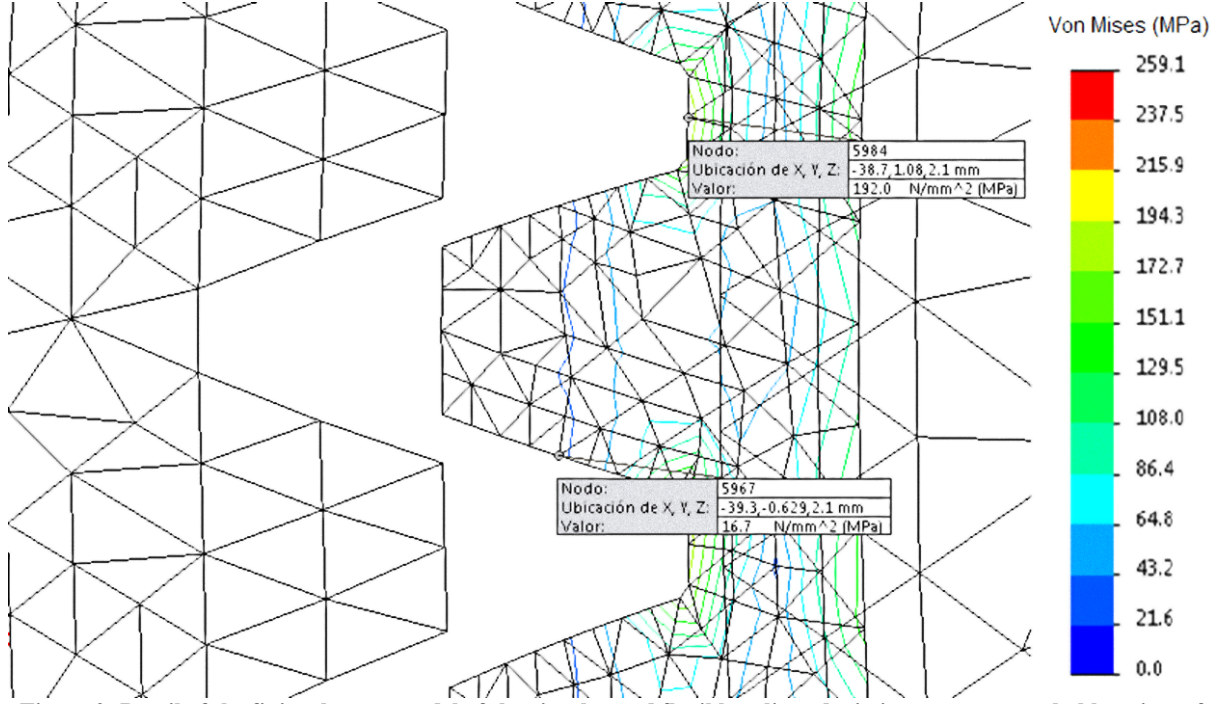 Von Mises (MPa)
259.1
237.5
215.9
194.3
172.7
151.1
129.5
108.0
86.4
64.8
43.2
21.6
0.0
Nodo: 5984
Ubicación de X, Y, Z: -38.7,1.08,2.1 mm
Valor: 192.0 N/mm^2 (MPa)
Nodo: 5967
Ubicación de X, Y, Z: -39.3,-0.629,2.1 mm
Valor: 16.7 N/mm^2 (MPa)